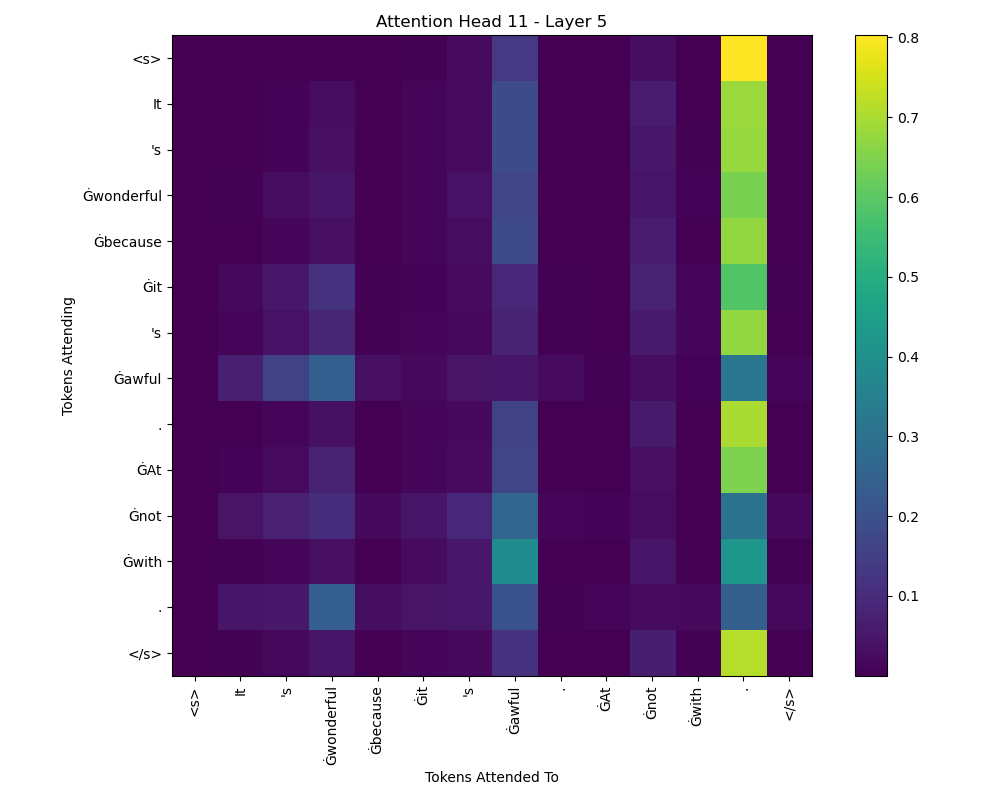 Attention Head 11 - Layer 5
<s>
It
's
Ġwonderful
Ġbecause
Ġit
's
Ġawful
.
ĠAt
Ġnot
Ġwith
.
</s>
Tokens Attending
<s>
It
's
Ġwonderful
Ġbecause
Ġit
's
Ġawful
.
ĠAt
Ġnot
Ġwith
.
</s>
Tokens Attended To
0.8
0.7
0.6
0.5
0.4
0.3
0.2
0.1